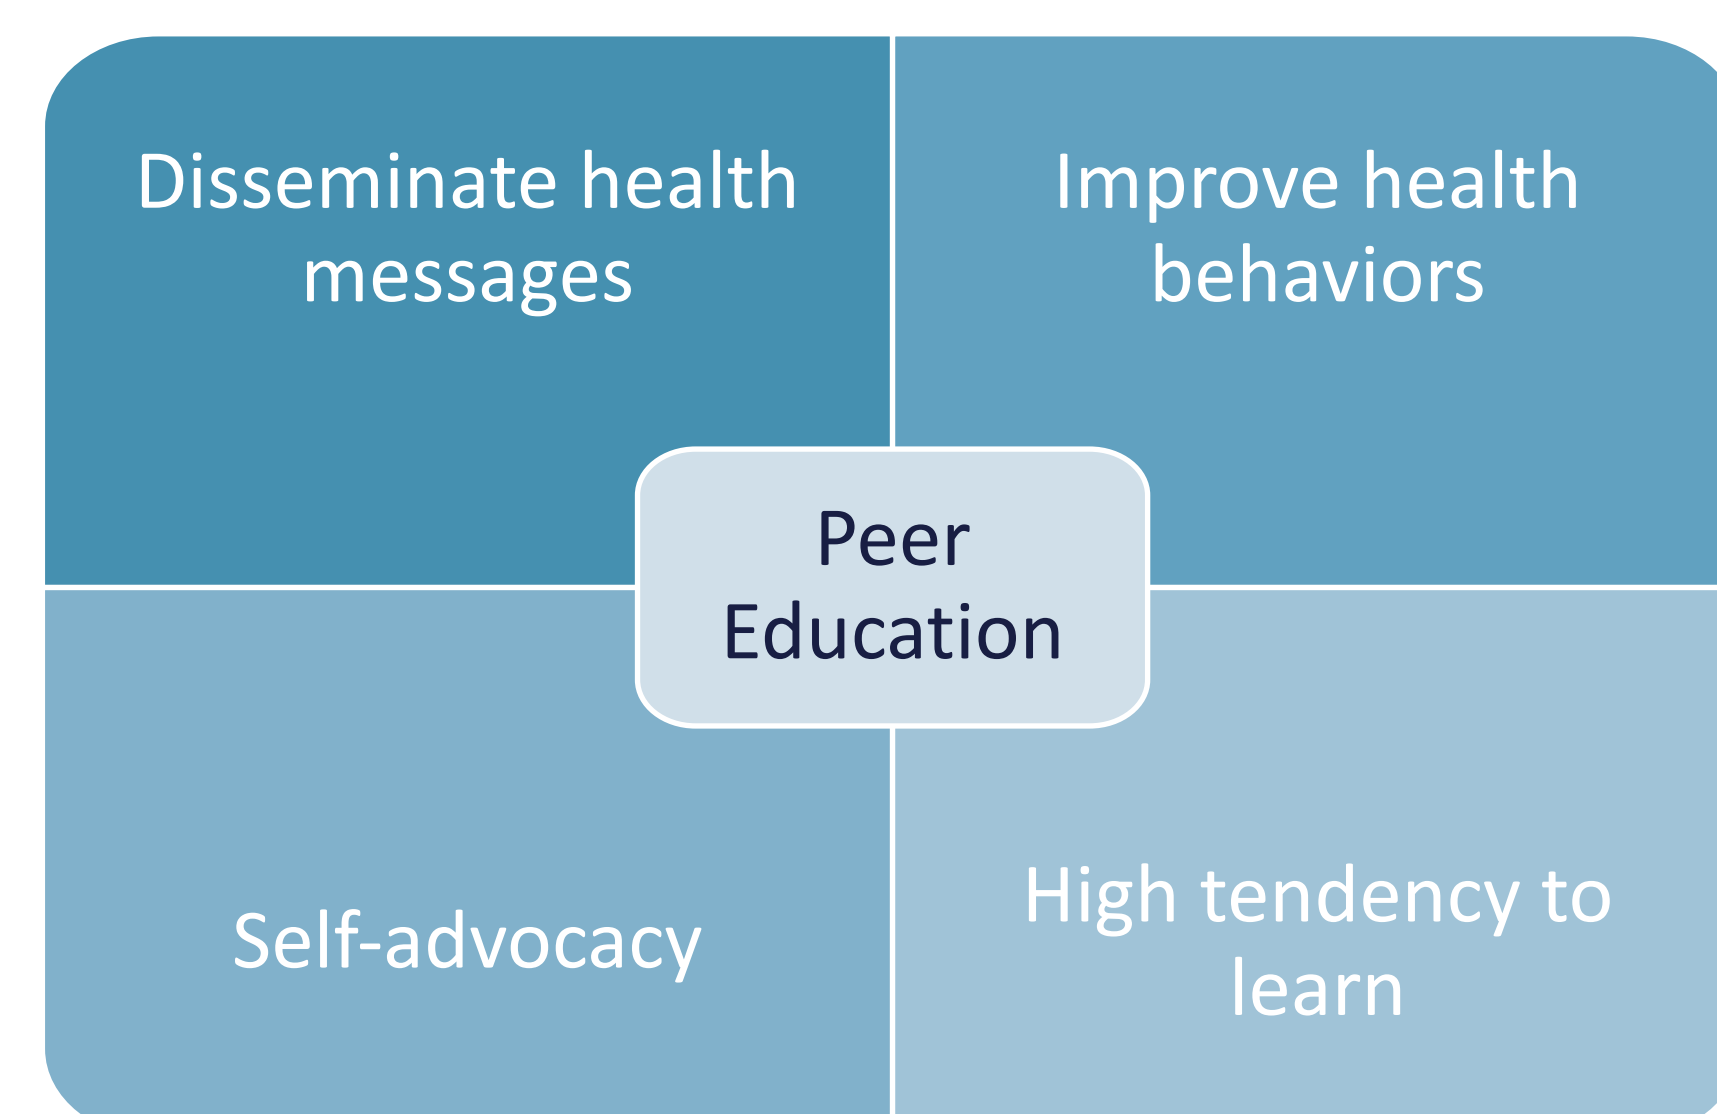 Disseminate health
messages
Improve health
behaviors
Peer
Education
Self-advocacy
High tendency to
learn